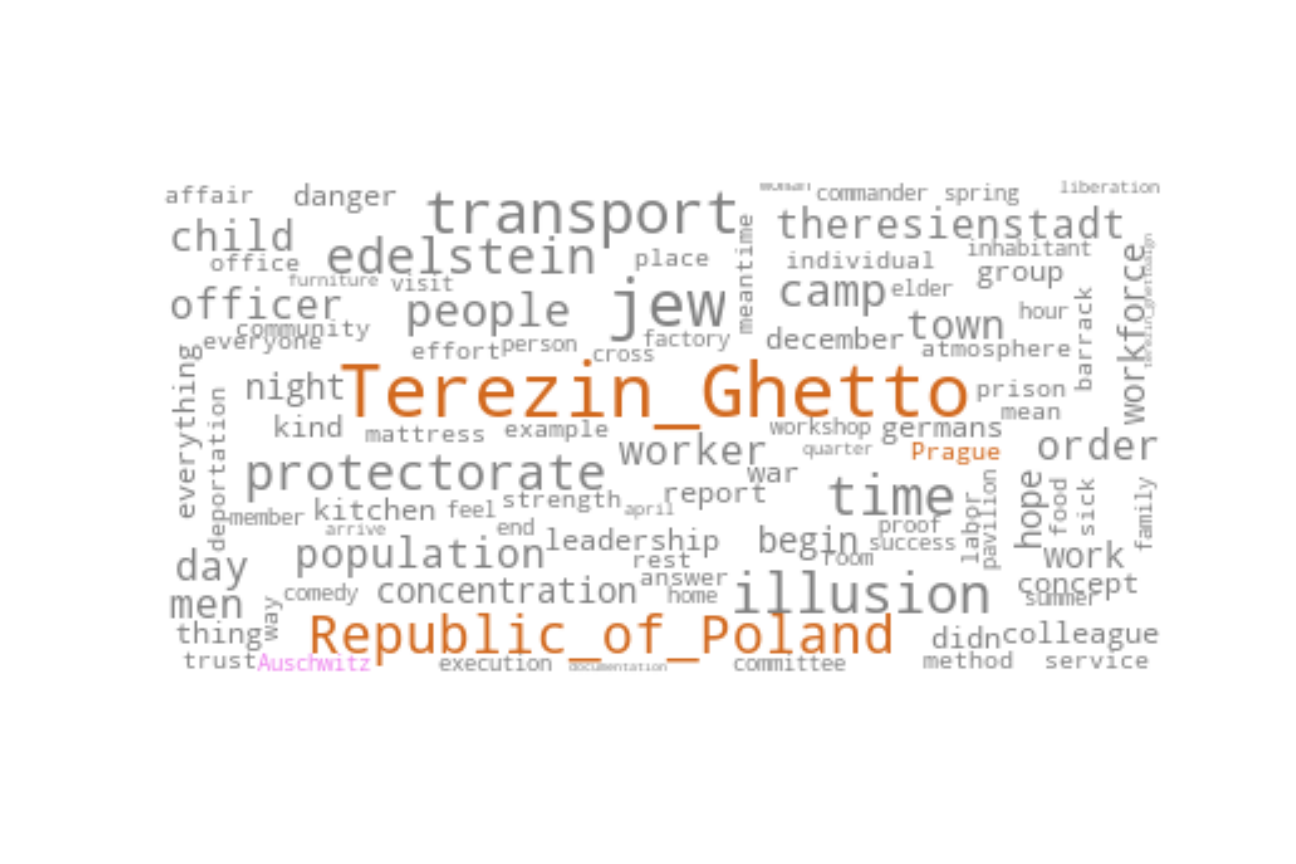 affair danger transport woman commander spring liberation
child edelstein place meantime theresienstadt
office furniture visit individual inhabitant
officer people jew camp elder group hour workforce
community everyone effort person cross factory december town atmosphere barrack
everything night Terezin_Ghetto prison
deportation kind mattress example workshop germans mean
protectorate worker quarter Prague order
war time
member kitchen feel strength april report labor pavilion hope food sick family
arrive end proof
day population leadership rest begin room success work
men comedy concentration answer home illusion concept summer
thing way Republic_of_Poland didn colleague
trust Auschwitz execution documentation committee method service